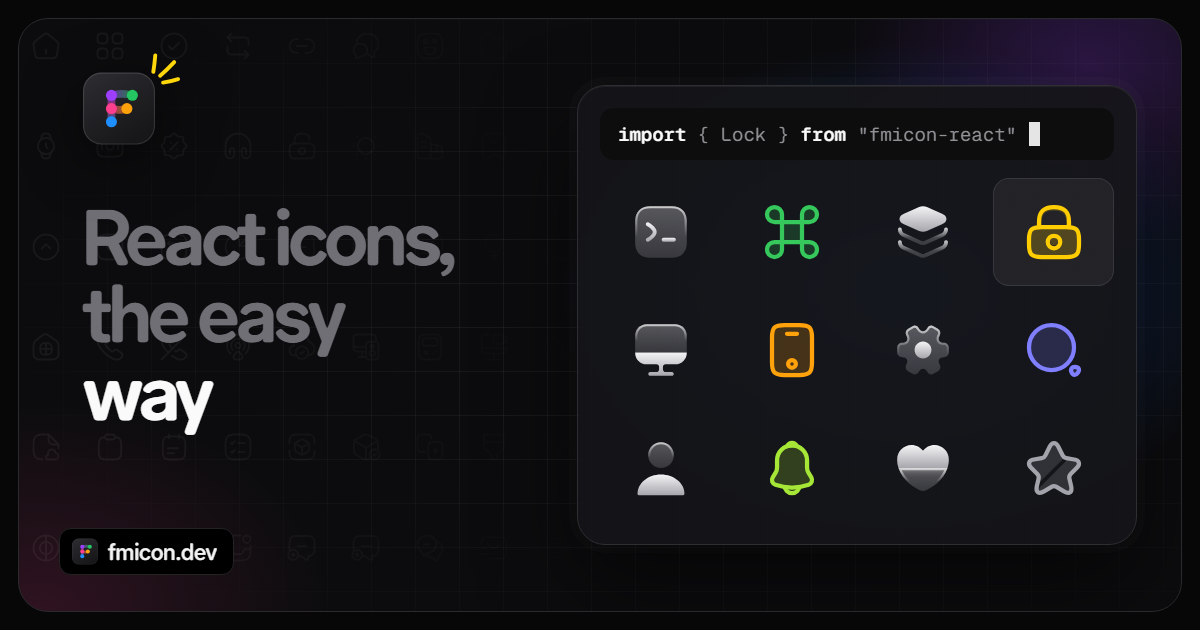 React icons,
the easy
way
fmicon.dev
import { Lock } from "fmicon-react"